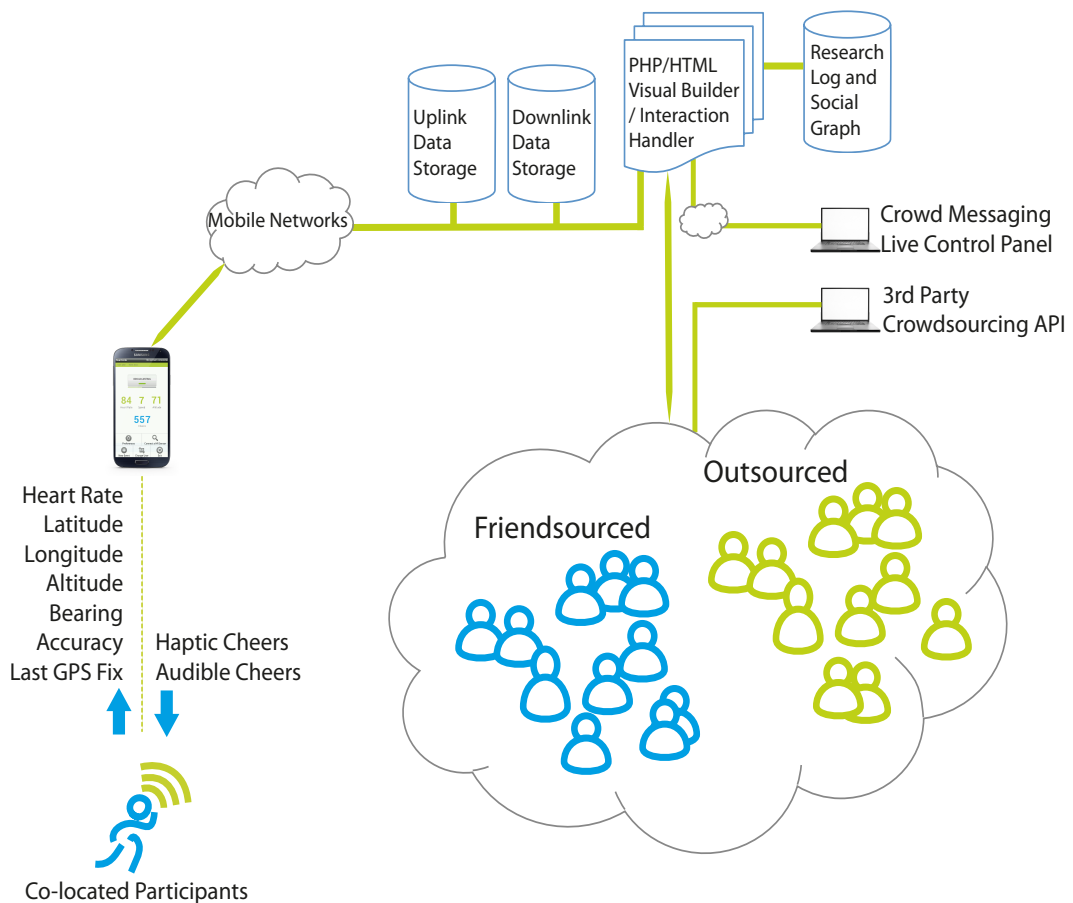 Uplink
Data
Storage
Downlink
Data
Storage
PHP/HTML
Visual Builder
/ Interaction
Handler
Research
Log and
Social
Graph
Mobile Networks
Crowd Messaging
Live Control Panel
3rd Party
Crowdsourcing API
84 7 71
557
Heart Rate
Latitude
Longitude
Altitude
Bearing
Accuracy
Last GPS Fix
Haptic Cheers
Audible Cheers
Co-located Participants
Friendsourced
Outsourced